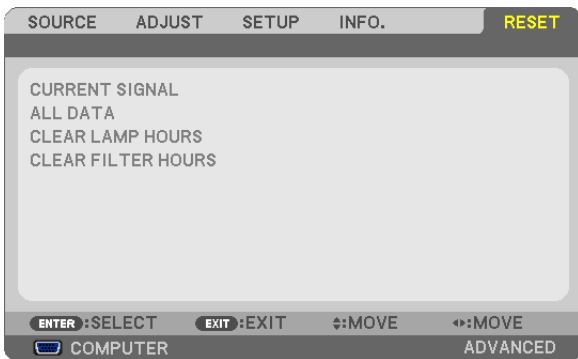 SOURCE ADJUST SETUP INFO. RESET
CURRENT SIGNAL
ALL DATA
CLEAR LAMP HOURS
CLEAR FILTER HOURS
ENTER :SELECT EXIT :EXIT :MOVE :MOVE
COMPUTER ADVANCED